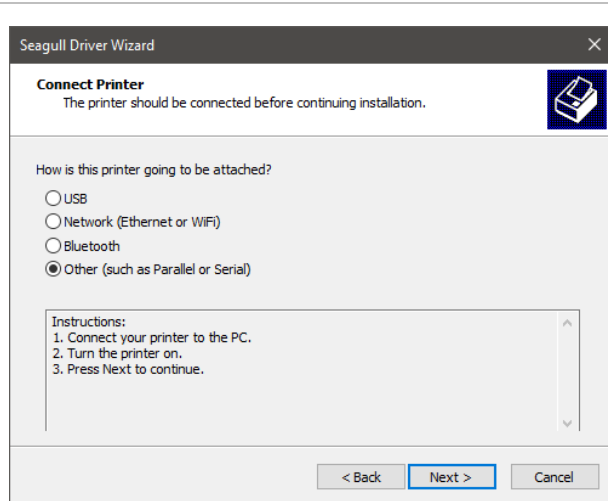 Seagull Driver Wizard
Connect Printer
The printer should be connected before continuing installation.
How is this printer going to be attached?
USB
Network (Ethernet or WiFi)
Bluetooth
Other (such as Parallel or Serial)
Instructions:
1. Connect your printer to the PC.
2. Turn the printer on.
3. Press Next to continue.
< Back Next > Cancel